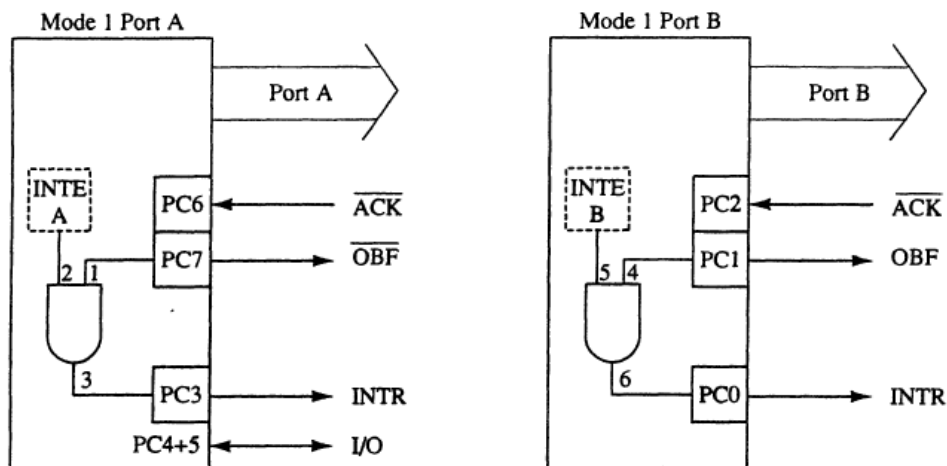 Mode 1 Port A
Port A
INTE
A
PC6
ACK
PC7
OBF
2 1
3
PC3
INTR
PC4+5
I/O
Mode 1 Port B
Port B
INTE
B
PC2
ACK
PC1
OBF
5 4
6
PC0
INTR